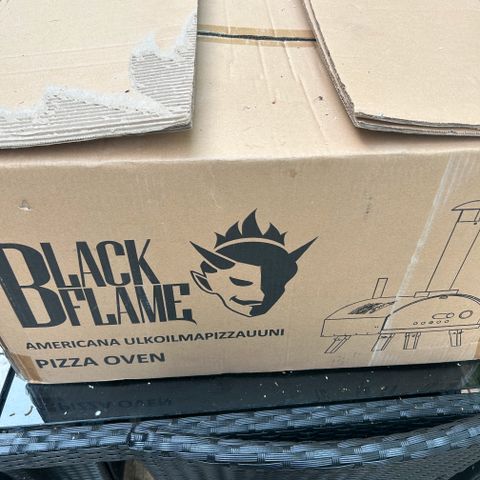 BLACK
FLAME
AMERICANA ULKOILMAPIZZAUUNI
PIZZA OVEN